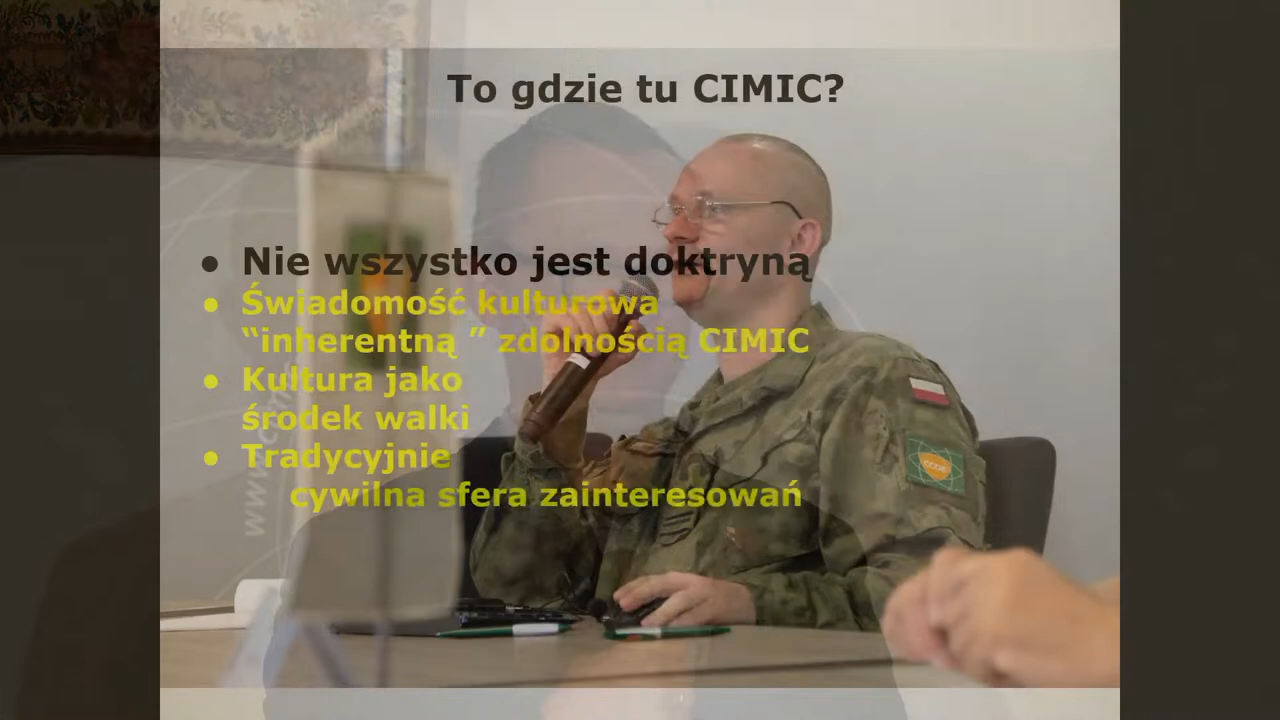 To gdzie tu CIMIC?
● Nie wszystko jest doktryną
● Świadomość kulturowa
“inherentną ” zdolnością CIMIC
● Kultura jako
środek walki
● Tradycyjnie
cywilna sfera zainteresowań